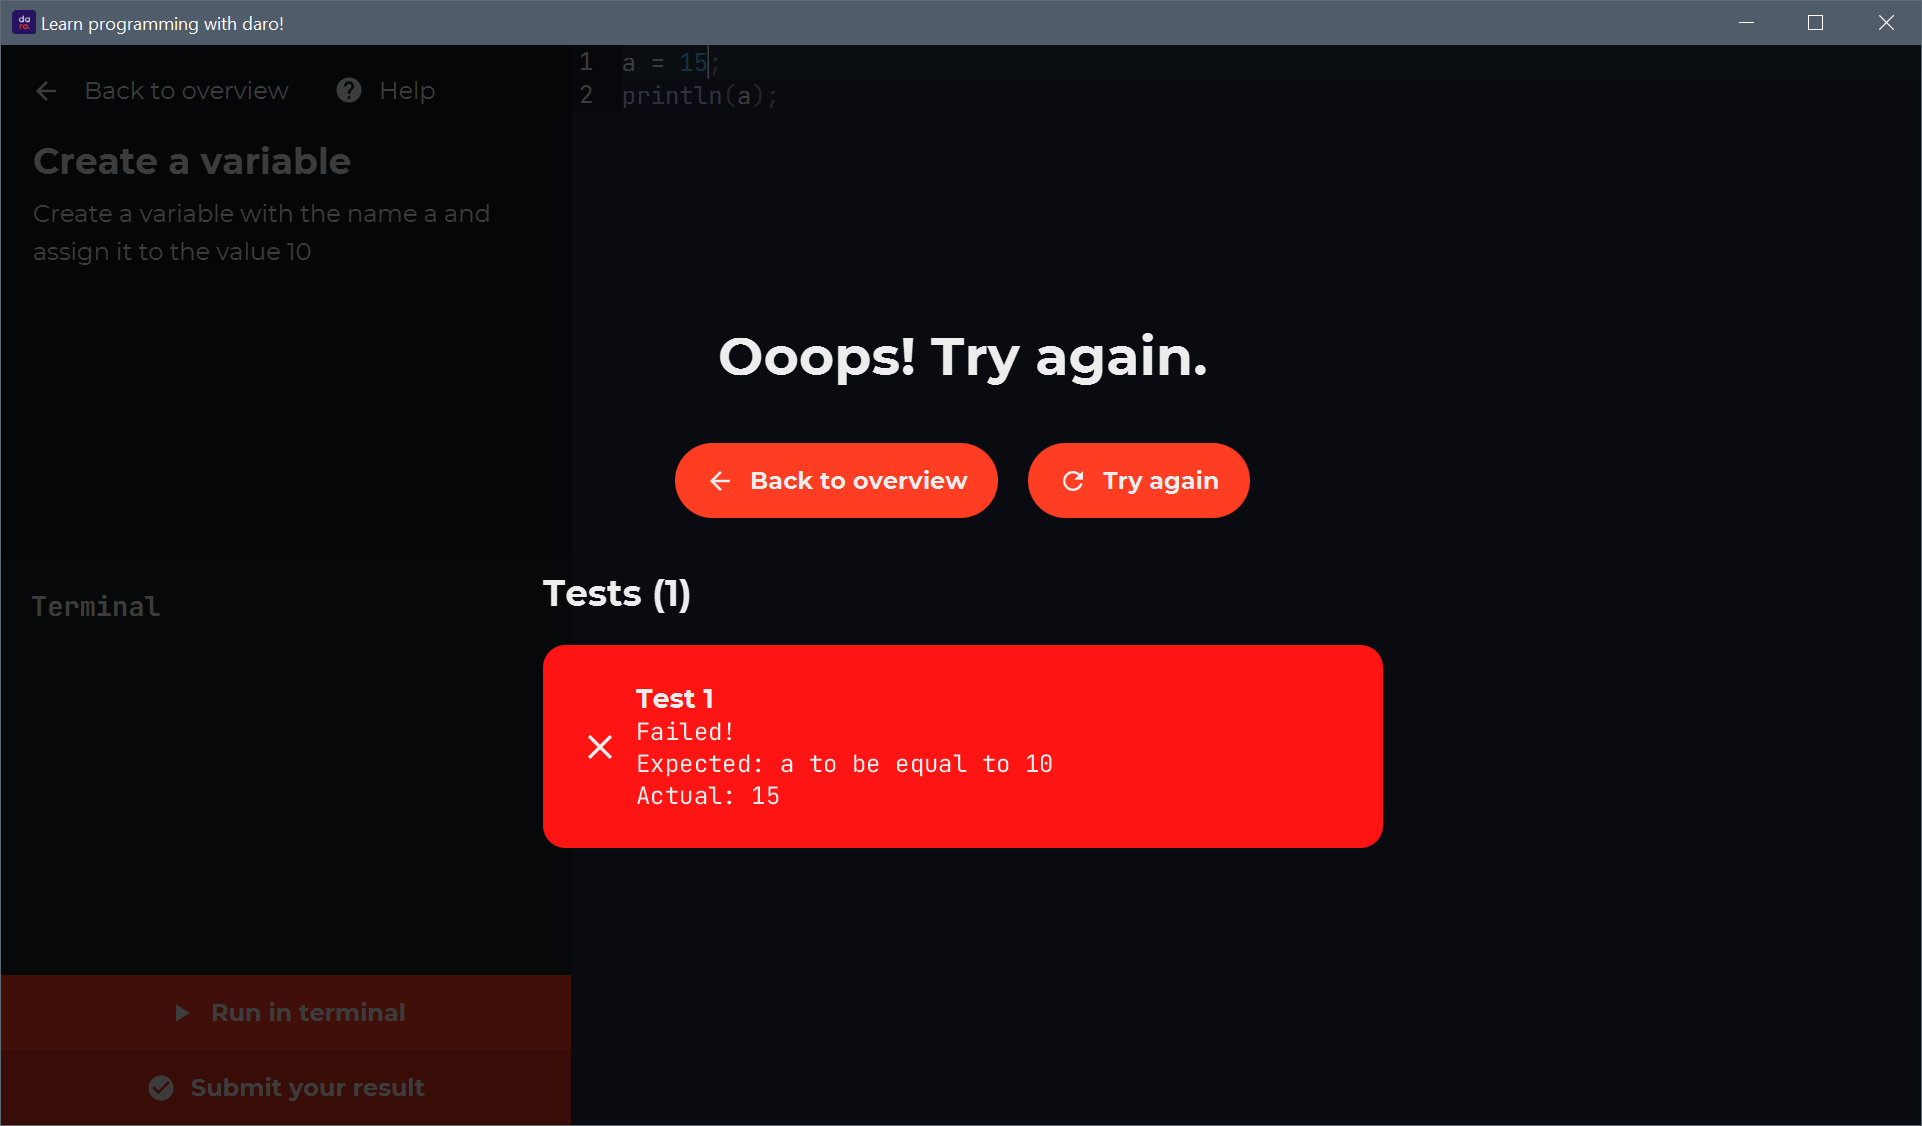 da
ro.
Learn programming with daro!
Back to overview
Help
Create a variable
Create a variable with the name a and
assign it to the value 10
Terminal
Run in terminal
Submit your result
1 a = 15;
2 println(a);
Ooops! Try again.
Back to overview
Try again
Tests (1)
Test 1
Failed!
Expected: a to be equal to 10
Actual: 15